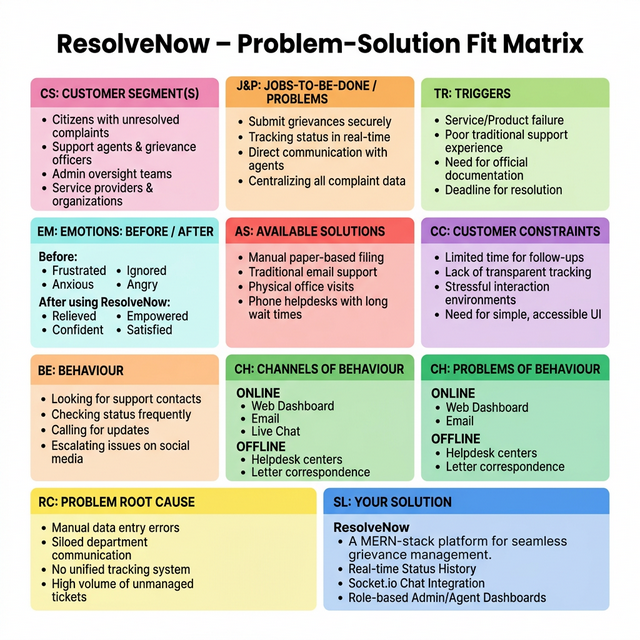 ResolveNow – Problem-Solution Fit Matrix
CS: CUSTOMER SEGMENT(S)
• Citizens with unresolved
complaints
• Support agents & grievance
officers
• Admin oversight teams
• Service providers &
organizations
J&P: JOBS-TO-BE-DONE /
PROBLEMS
• Submit grievances securely
• Tracking status in real-time
• Direct communication with
agents
• Centralizing all complaint data
TR: TRIGGERS
• Service/Product failure
• Poor traditional support
experience
• Need for official
documentation
• Deadline for resolution
EM: EMOTIONS: BEFORE / AFTER
Before:
• Frustrated • Ignored
• Anxious • Angry
After using ResolveNow:
• Relieved • Empowered
• Confident • Satisfied
AS: AVAILABLE SOLUTIONS
• Manual paper-based filing
• Traditional email support
• Physical office visits
• Phone helpdesks with long
wait times
CC: CUSTOMER CONSTRAINTS
• Limited time for follow-ups
• Lack of transparent tracking
• Stressful interaction
environments
• Need for simple, accessible UI
BE: BEHAVIOUR
• Looking for support contacts
• Checking status frequently
• Calling for updates
• Escalating issues on social
media
CH: CHANNELS OF BEHAVIOUR
ONLINE
• Web Dashboard
• Email
• Live Chat
OFFLINE
• Helpdesk centers
• Letter correspondence
CH: PROBLEMS OF BEHAVIOUR
ONLINE
• Web Dashboard
• Email
OFFLINE
• Helpdesk centers
• Letter correspondence
RC: PROBLEM ROOT CAUSE
• Manual data entry errors
• Siloed department
communication
• No unified tracking system
• High volume of unmanaged
tickets
SL: YOUR SOLUTION
ResolveNow
• A MERN-stack platform for seamless
grievance management.
• Real-time Status History
• Socket.io Chat Integration
• Role-based Admin/Agent Dashboards